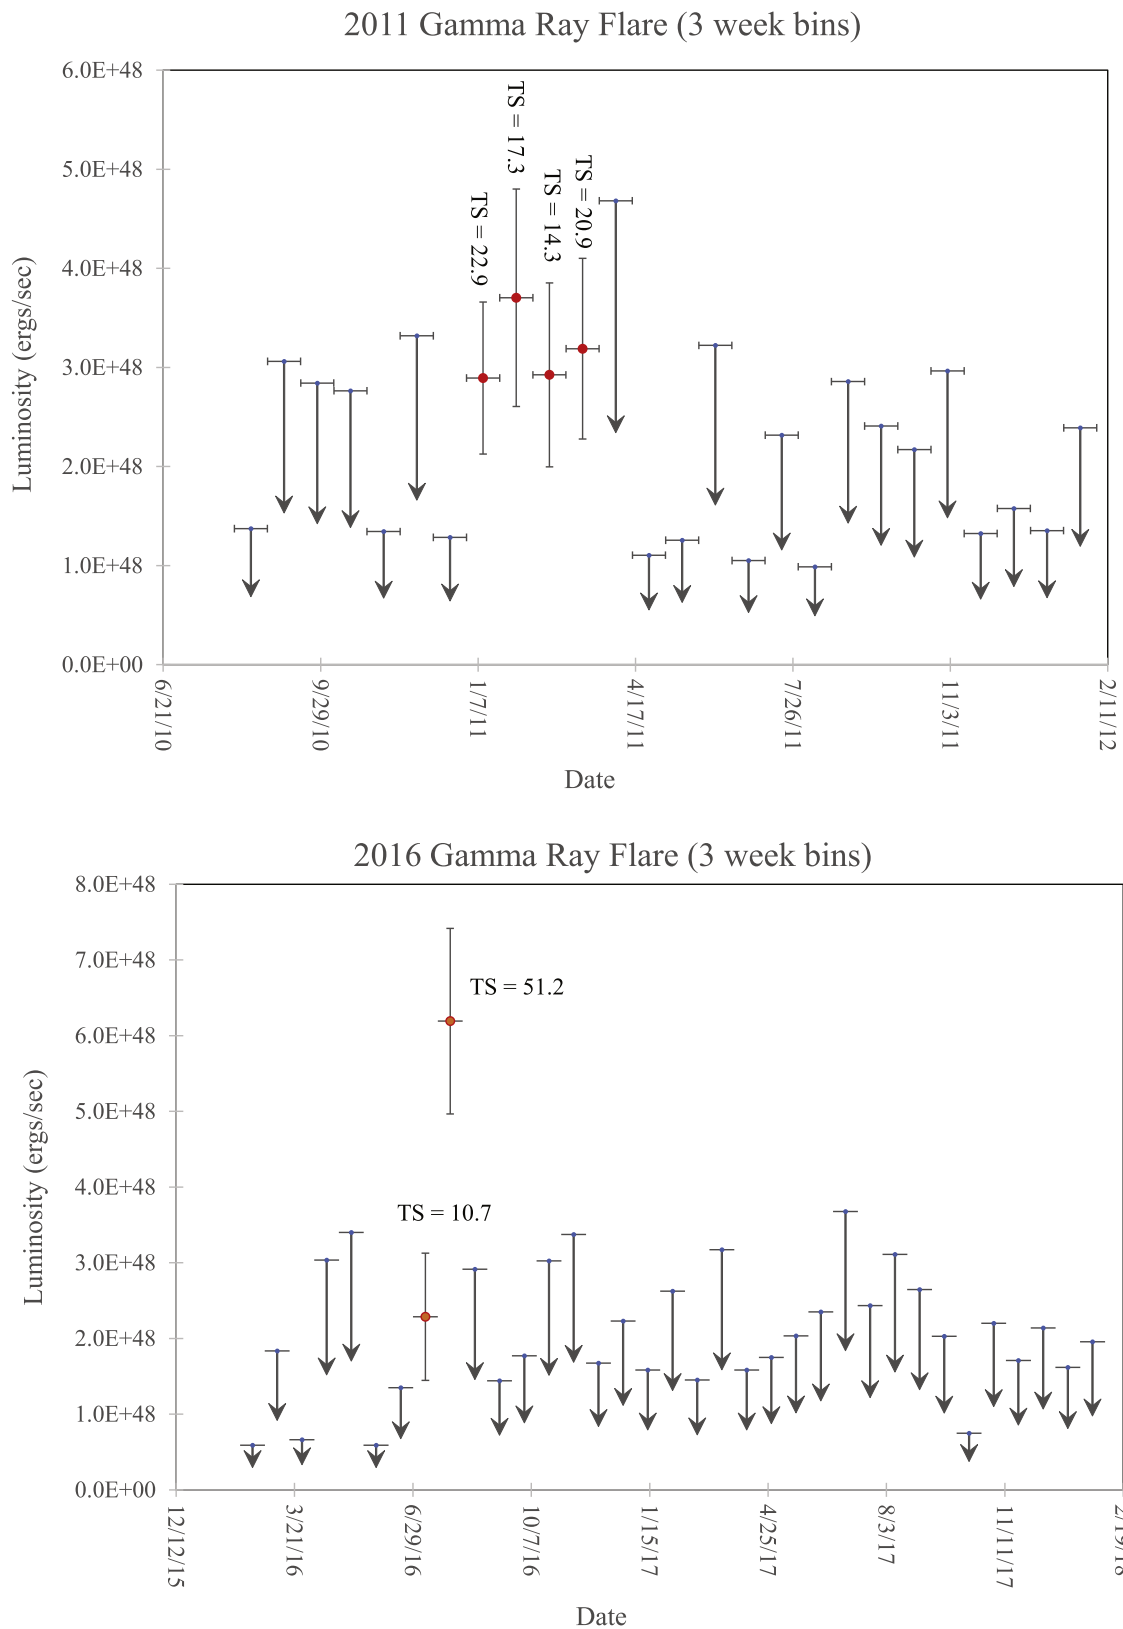 2011 Gamma Ray Flare (3 week bins)
6.0E+48
5.0E+48
4.0E+48
3.0E+48
2.0E+48
1.0E+48
0.0E+00
Luminosity (ergs/sec)
TS = 22.9
TS = 17.3
TS = 14.3
TS = 20.9
6/21/10
9/29/10
1/7/11
4/17/11
7/26/11
11/3/11
2/11/12
Date
2016 Gamma Ray Flare (3 week bins)
8.0E+48
7.0E+48
6.0E+48
5.0E+48
4.0E+48
3.0E+48
2.0E+48
1.0E+48
0.0E+00
Luminosity (ergs/sec)
TS = 51.2
TS = 10.7
12/12/15
3/21/16
6/29/16
10/7/16
1/15/17
4/25/17
8/3/17
11/11/17
2/19/18
Date